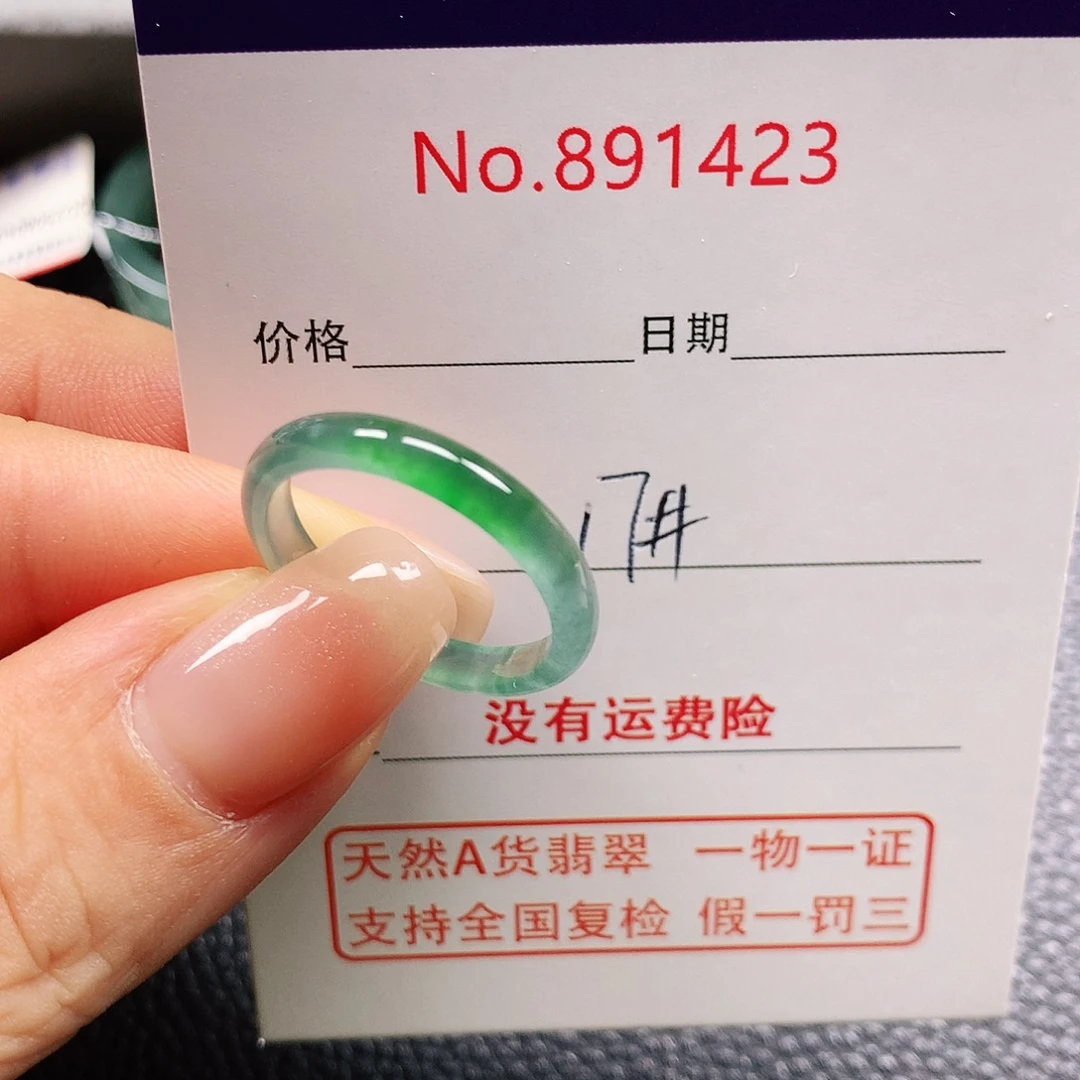 No.891423
价格 日期
17#
没有运费险
天然A货翡翠 一物一证
支持全国复检 假一罚三